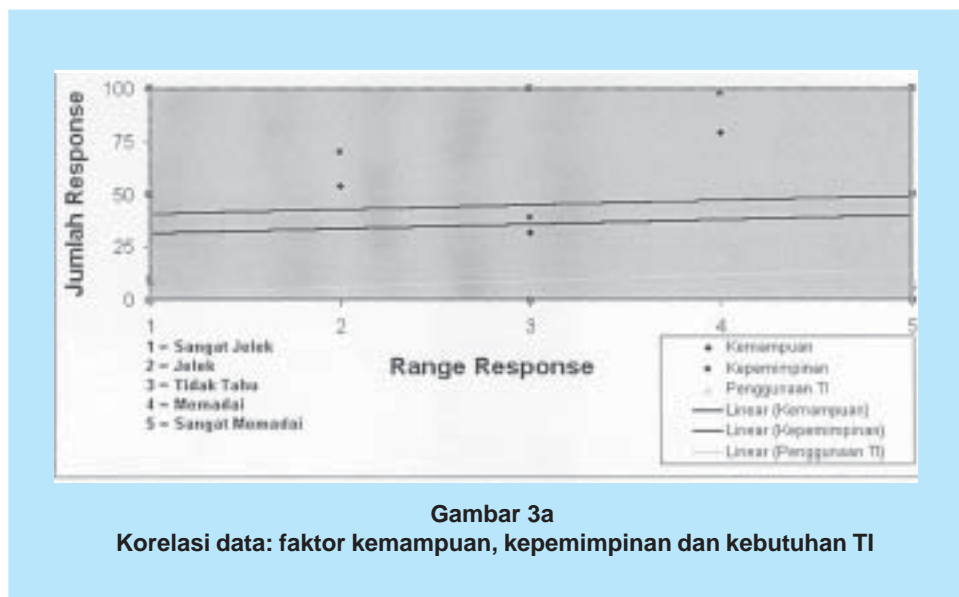 Jumlah Response
100
75
50
25
0
1
2
3
4
5
Range Response
1 = Sangat Jelek
2 = Jelek
3 = Tidak Tahu
4 = Memadai
5 = Sangat Memadai
Kemampuan
Kepemimpinan
Penggunaan TI
Linear (Kemampuan)
Linear (Kepemimpinan)
Linear (Penggunaan TI)
Gambar 3a
Korelasi data: faktor kemampuan, kepemimpinan dan kebutuhan TI